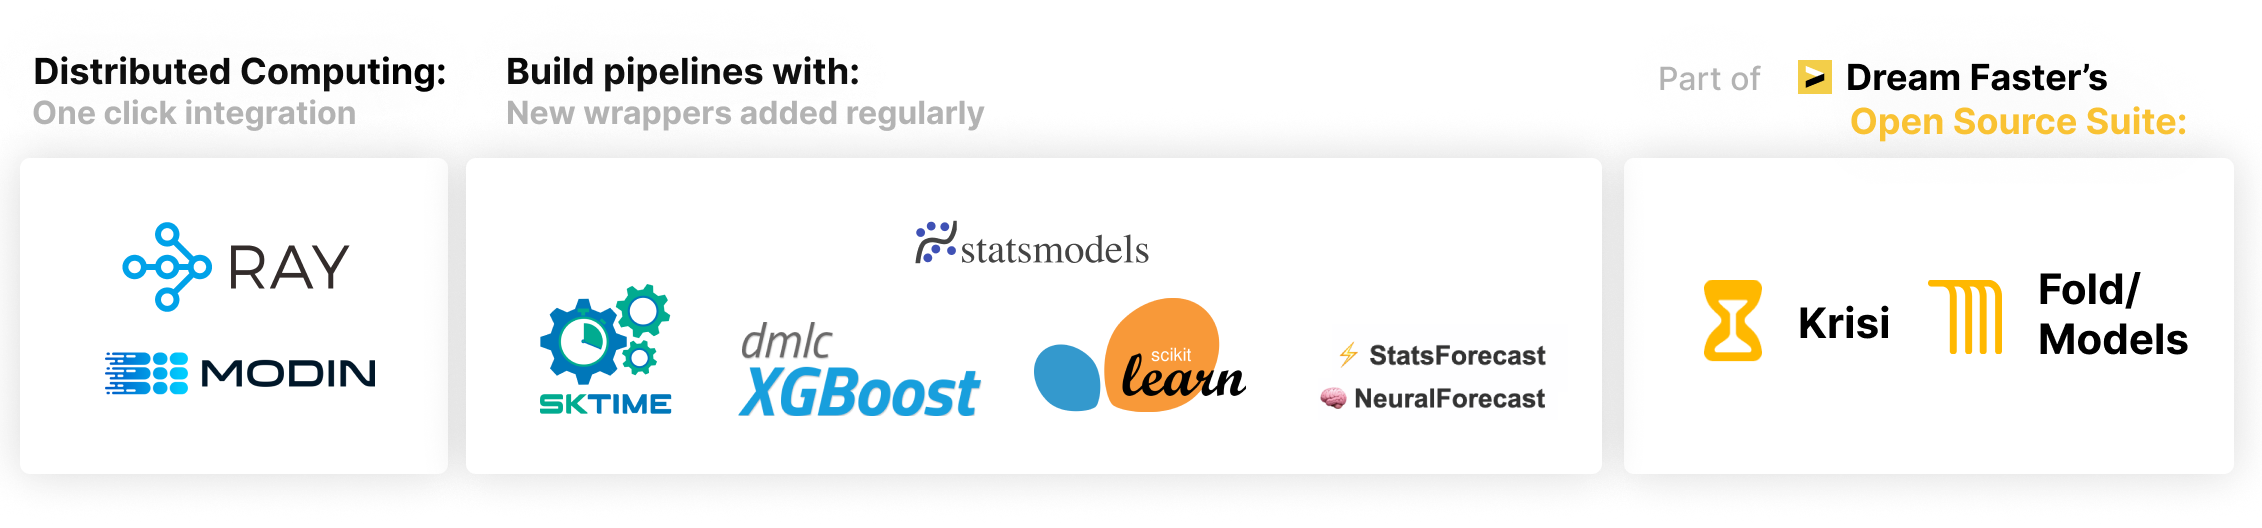 Distributed Computing:
One click integration
RAY
MODIN
Build pipelines with:
New wrappers added regularly
statsmodels
SKTIME
dmlc
XGBoost
scikit
learn
StatsForecast
NeuralForecast
Part of Dream Faster’s
Open Source Suite:
Krisi
Fold/
Models